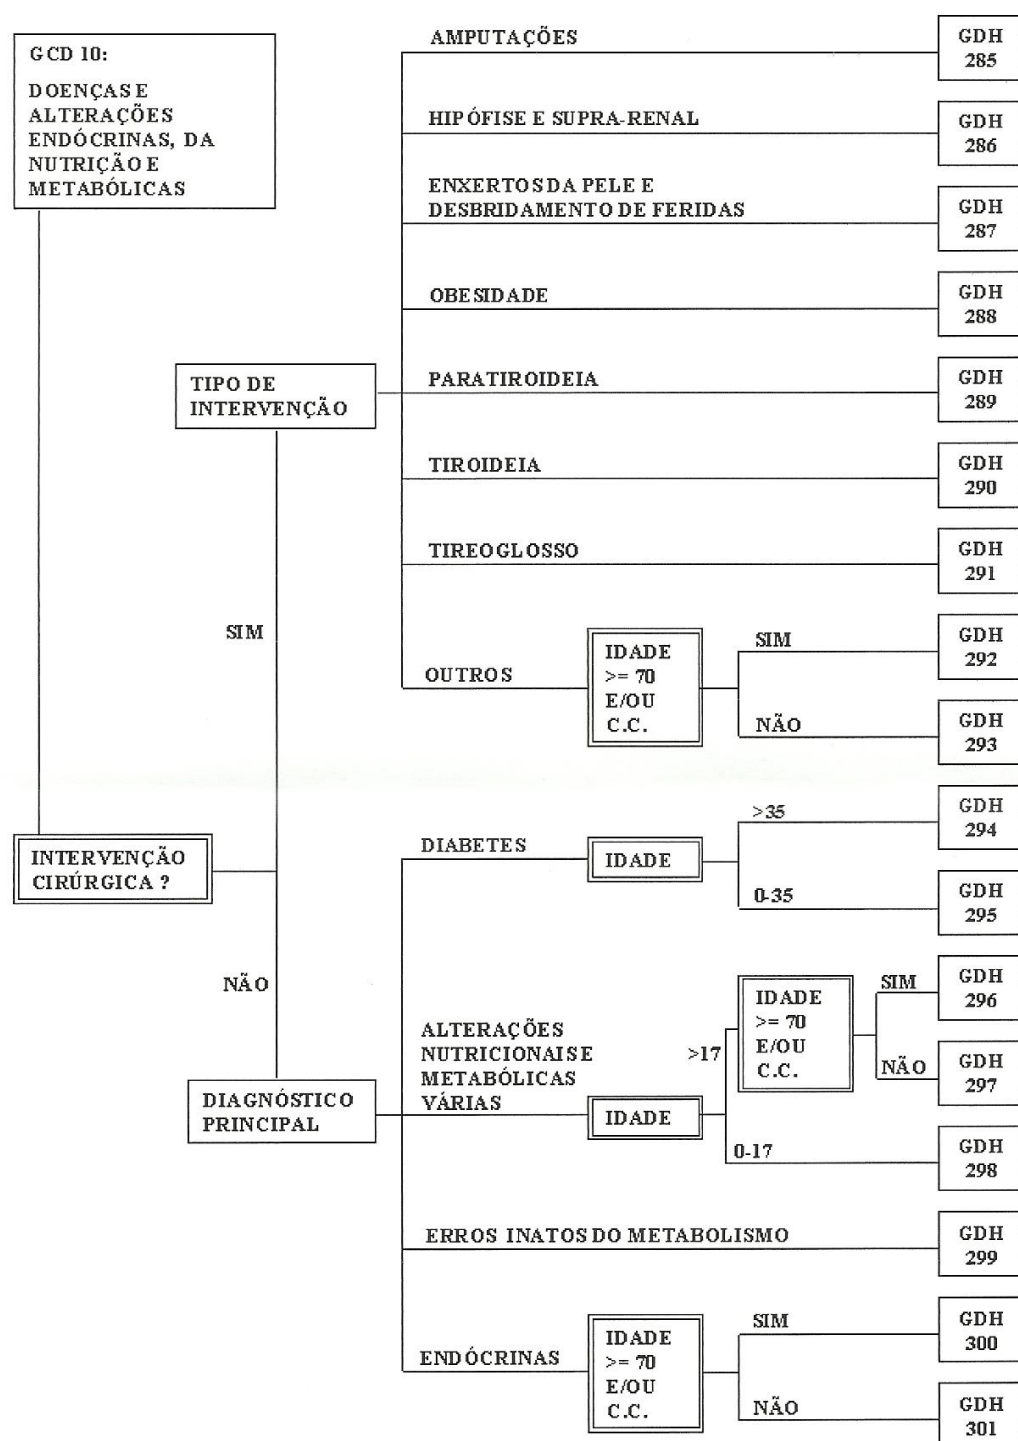 GCD 10:
DOENÇAS E
ALTERAÇÕES
ENDÓCRINAS, DA
NUTRIÇÃO E
METABÓLICAS
AMPUTAÇÕES
GDH
285
HIPÓFISE E SUPRA-RENAL
GDH
286
ENXERTOS DA PELE E
DESBRIDAMENTO DE FERIDAS
GDH
287
OBESIDADE
GDH
288
TIPO DE
INTERVENÇÃO
PARATIROIDEIA
GDH
289
TIROIDEIA
GDH
290
TIREOGLOSSO
GDH
291
SIM
OUTROS
IDADE
>= 70
E/OU
C.C.
SIM
GDH
292
NÃO
GDH
293
INTERVENÇÃO
CIRÚRGICA ?
DIABETES
IDADE
>35
GDH
294
0-35
GDH
295
NÃO
DIAGNÓSTICO
PRINCIPAL
ALTERAÇÕES
NUTRICIONAIS E
METABÓLICAS
VÁRIAS
IDADE
>17
IDADE
>= 70
E/OU
C.C.
SIM
GDH
296
NÃO
GDH
297
0-17
GDH
298
ERROS INATOS DO METABOLISMO
GDH
299
ENDÓCRINAS
IDADE
>= 70
E/OU
C.C.
SIM
GDH
300
NÃO
GDH
301